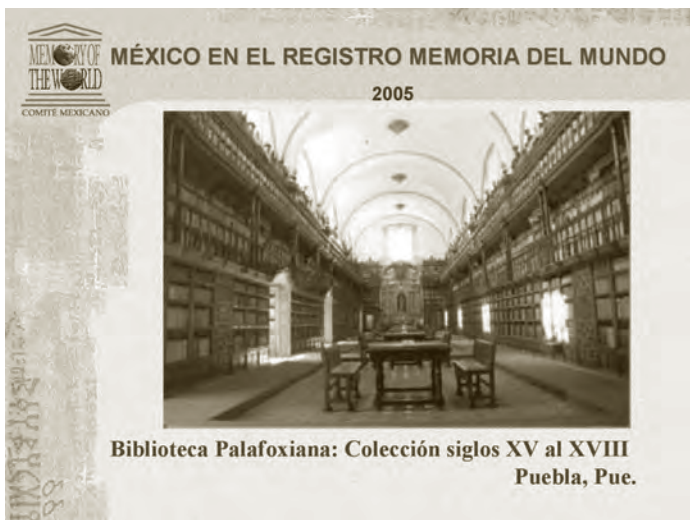 MEMORY OF
THE WORLD
COMITÉ MEXICANO
MÉXICO EN EL REGISTRO MEMORIA DEL MUNDO
2005
Biblioteca Palafoxiana: Colección siglos XV al XVIII
Puebla, Pue.